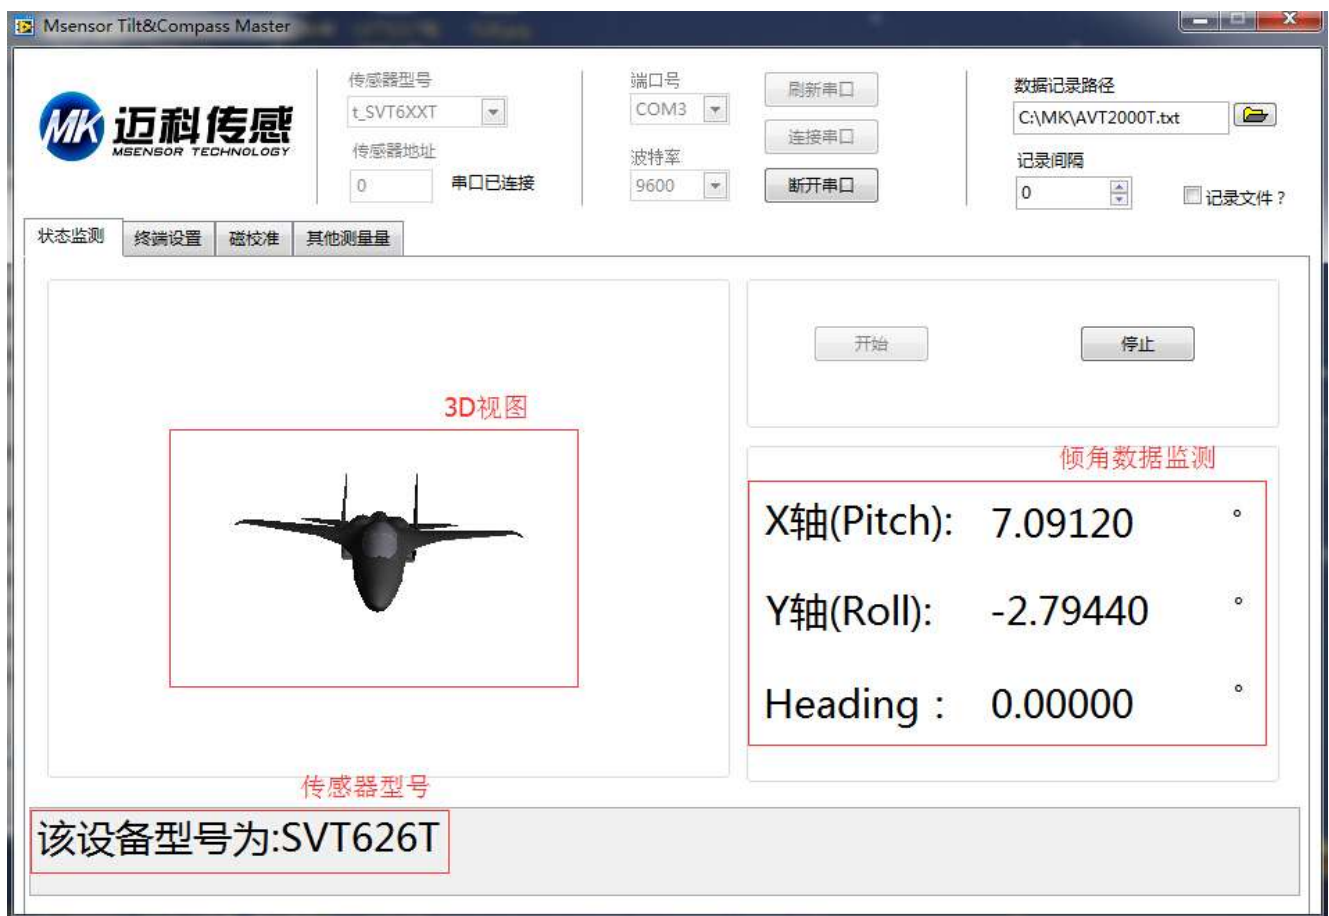 Msensor Tilt&Compass Master
MK 迈科传感
MSENSOR TECHNOLOGY
传感器型号
t_SVT6XXT
传感器地址
0
串口已连接
端口号
COM3
波特率
9600
刷新串口
连接串口
断开串口
数据记录路径
C:\MK\AVT2000T.txt
记录间隔
0
记录文件?
状态监测
终端设置
磁校准
其他测量量
开始
停止
3D视图
倾角数据监测
X轴(Pitch): 7.09120 °
Y轴(Roll): -2.79440 °
Heading : 0.00000 °
传感器型号
该设备型号为:SVT626T